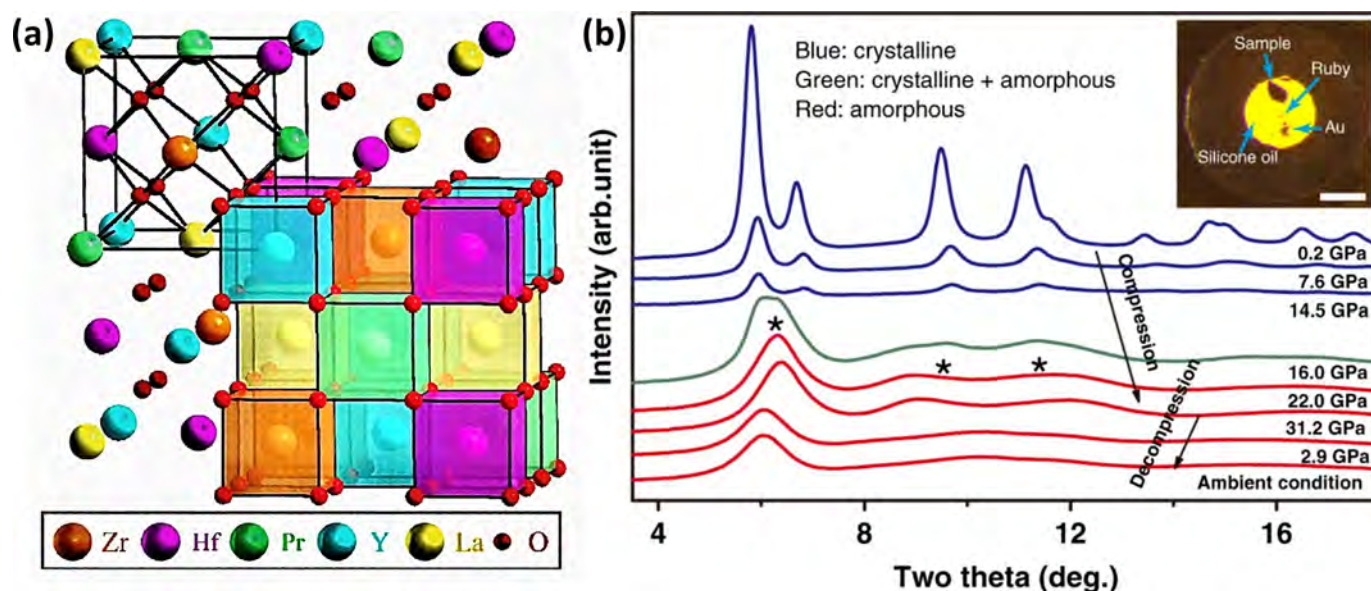 (a)
Zr Hf Pr Y La O
(b)
Blue: crystalline
Green: crystalline + amorphous
Red: amorphous
Sample
Ruby
Au
Silicone oil
Intensity (arb.unit)
0.2 GPa
7.6 GPa
14.5 GPa
Compression
*
* *
16.0 GPa
22.0 GPa
Decompression
31.2 GPa
2.9 GPa
Ambient condition
4 8 12 16
Two theta (deg.)